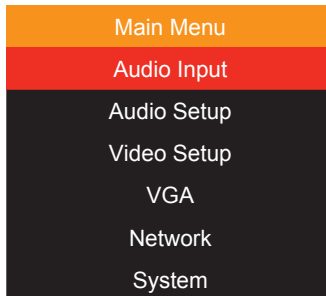 Main Menu
Audio Input
Audio Setup
Video Setup
VGA
Network
System